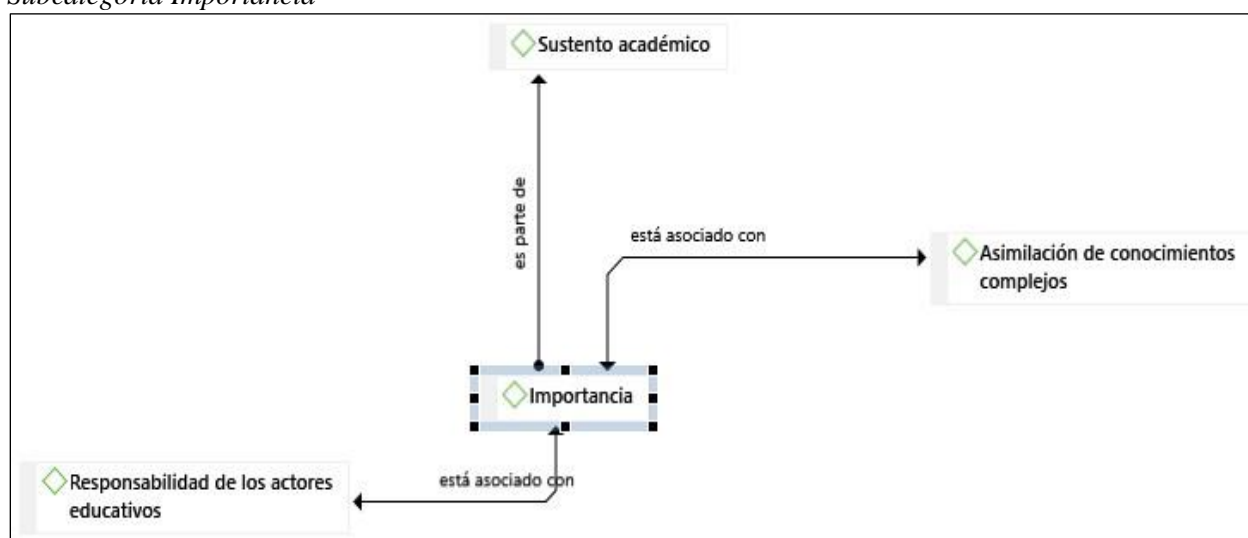 Subcategoría Importancia
Sustento académico
es parte de
está asociado con
Asimilación de conocimientos
complejos
Importancia
Responsabilidad de los actores
educativos
está asociado con